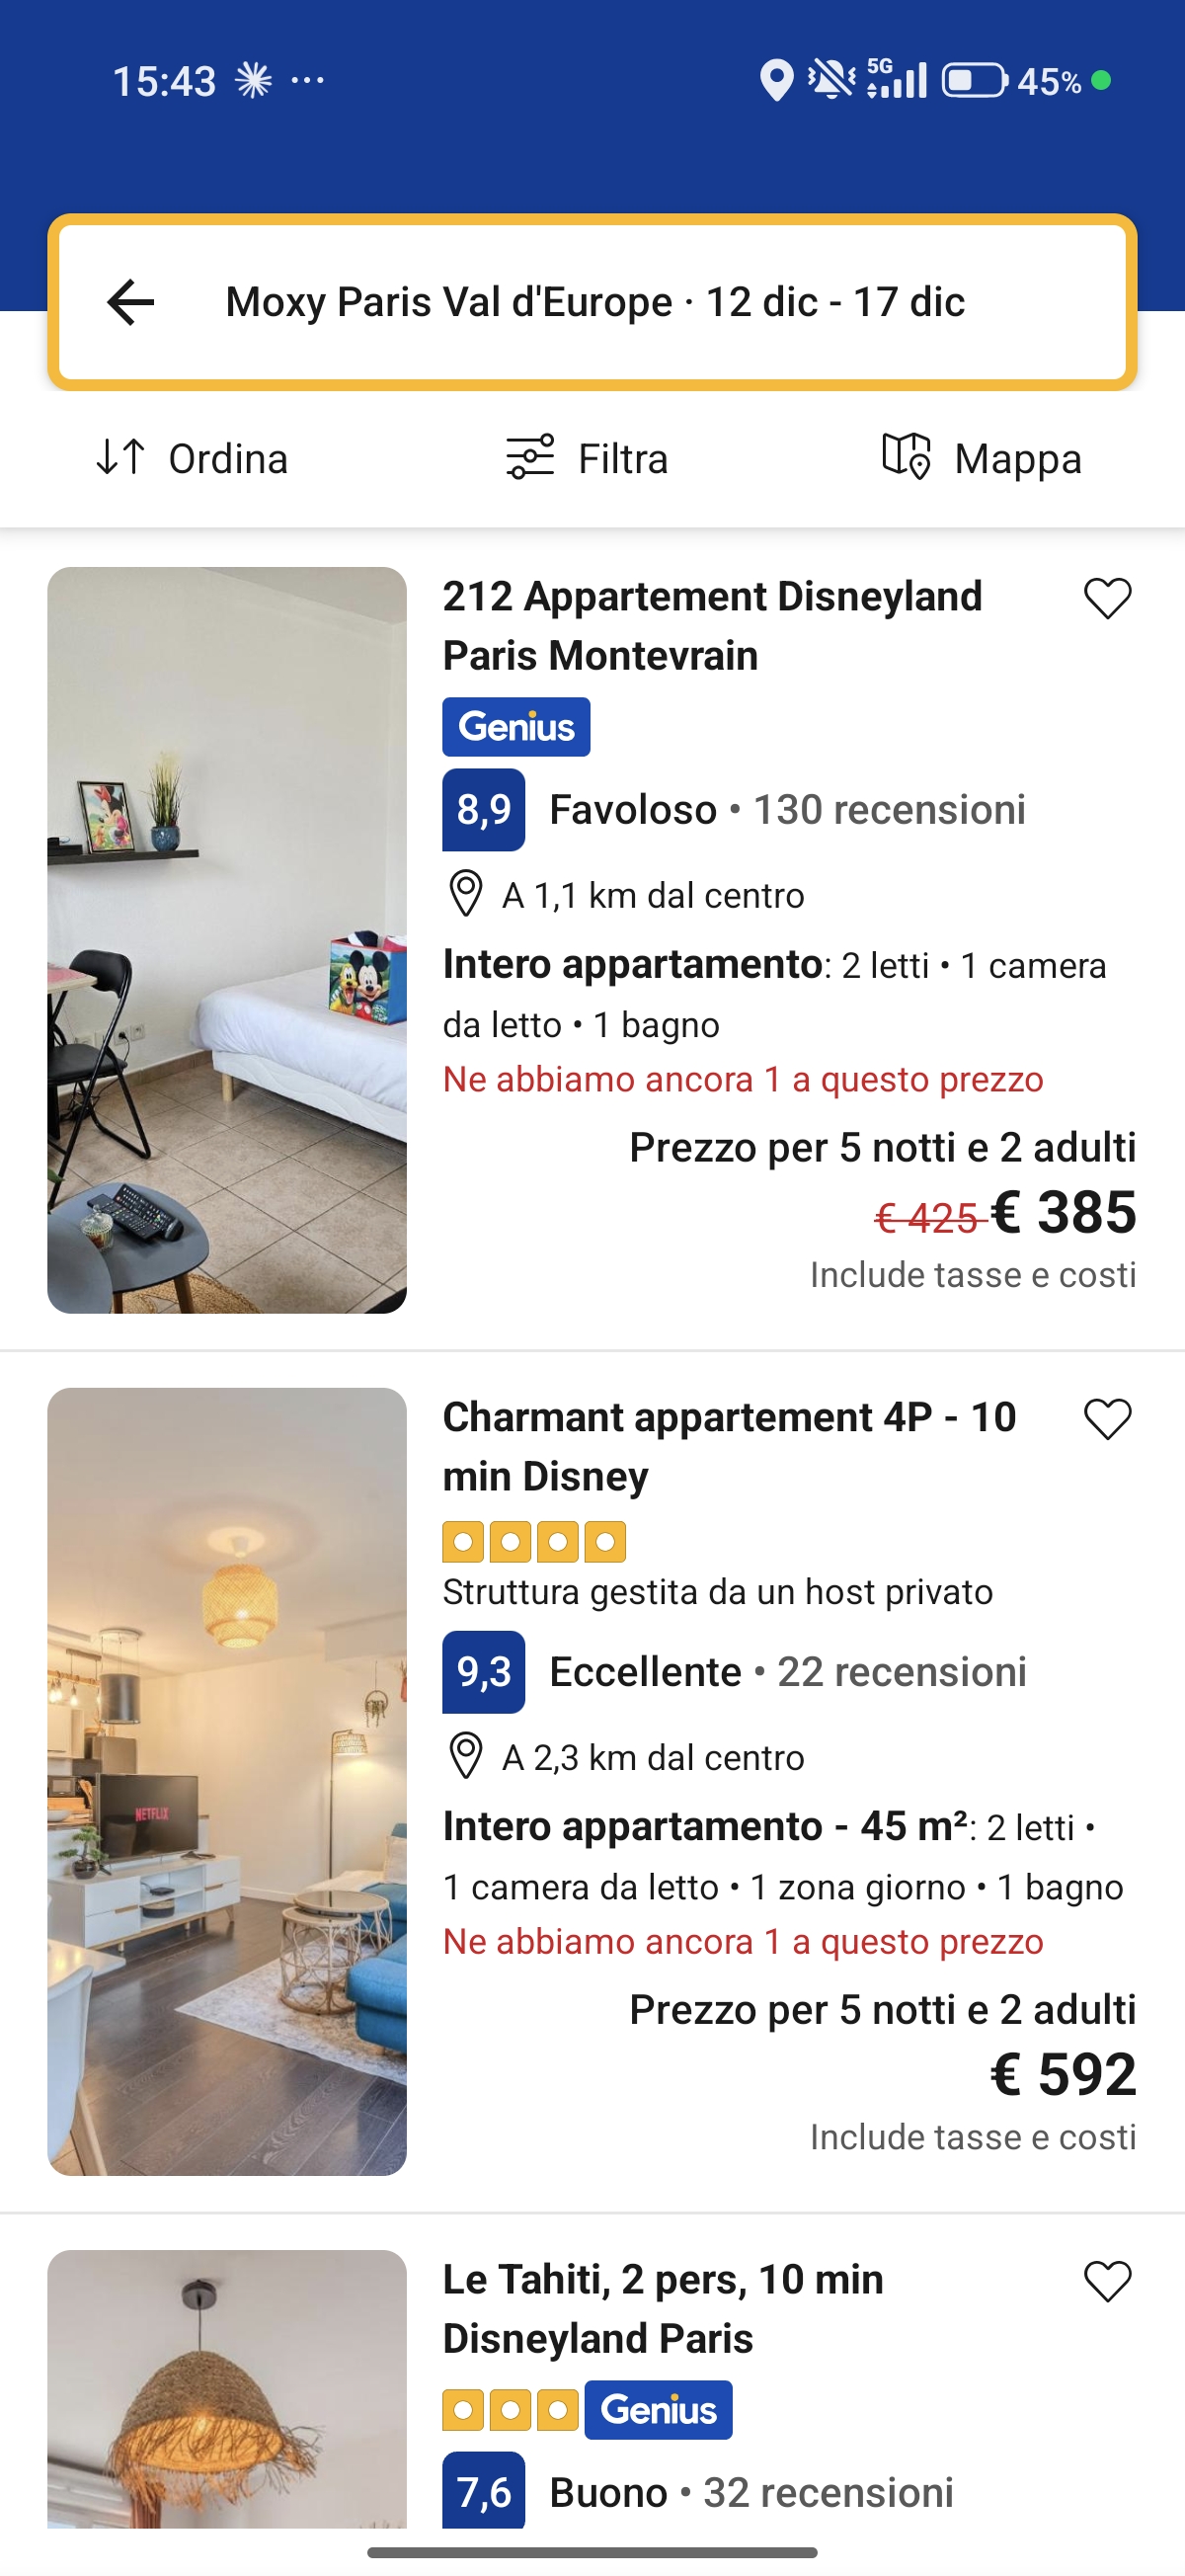 15:43
5G
45%
Moxy Paris Val d'Europe · 12 dic - 17 dic
Ordina
Filtra
Mappa
212 Appartement Disneyland
Paris Montevrain
Genius
8,9 Favoloso • 130 recensioni
A 1,1 km dal centro
Intero appartamento: 2 letti • 1 camera
da letto • 1 bagno
Ne abbiamo ancora 1 a questo prezzo
Prezzo per 5 notti e 2 adulti
€ 425 € 385
Include tasse e costi
NETFLIX
Charmant appartement 4P - 10
min Disney
Struttura gestita da un host privato
9,3 Eccellente • 22 recensioni
A 2,3 km dal centro
Intero appartamento - 45 m²: 2 letti •
1 camera da letto • 1 zona giorno • 1 bagno
Ne abbiamo ancora 1 a questo prezzo
Prezzo per 5 notti e 2 adulti
€ 592
Include tasse e costi
Le Tahiti, 2 pers, 10 min
Disneyland Paris
Genius
7,6 Buono • 32 recensioni